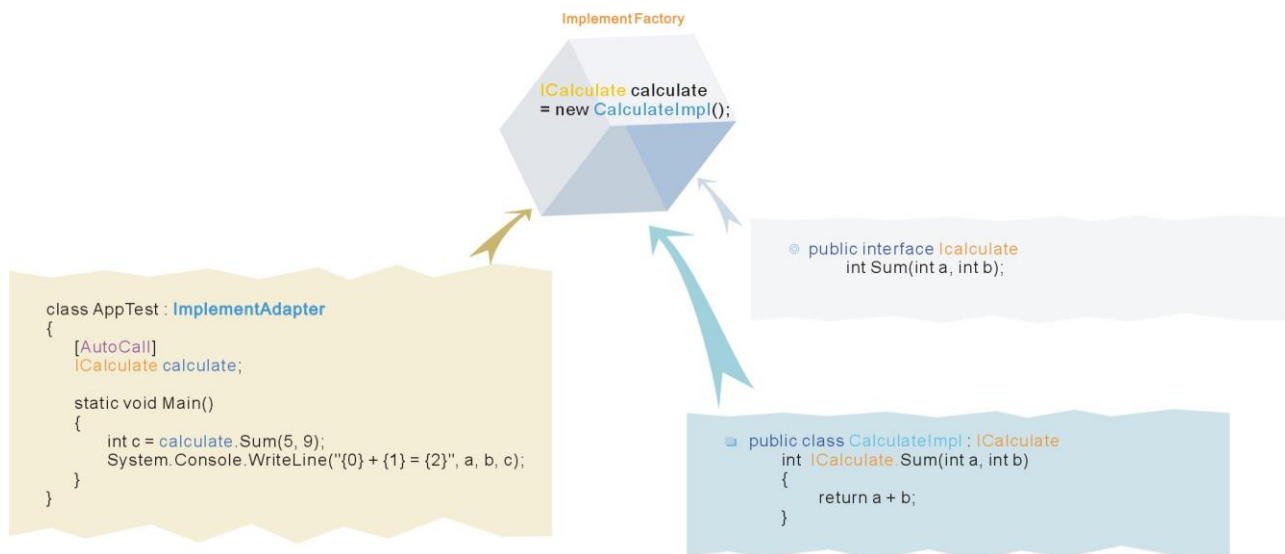 ImplementFactory
ICalculate calculate
= new CalculateImpl();
public interface Icalculate
int Sum(int a, int b);
class AppTest : ImplementAdapter
{
[AutoCall]
ICalculate calculate;
static void Main()
{
int c = calculate.Sum(5, 9);
System.Console.WriteLine("{0} + {1} = {2}", a, b, c);
}
}
public class CalculateImpl : ICalculate
int ICalculate.Sum(int a, int b)
{
return a + b;
}